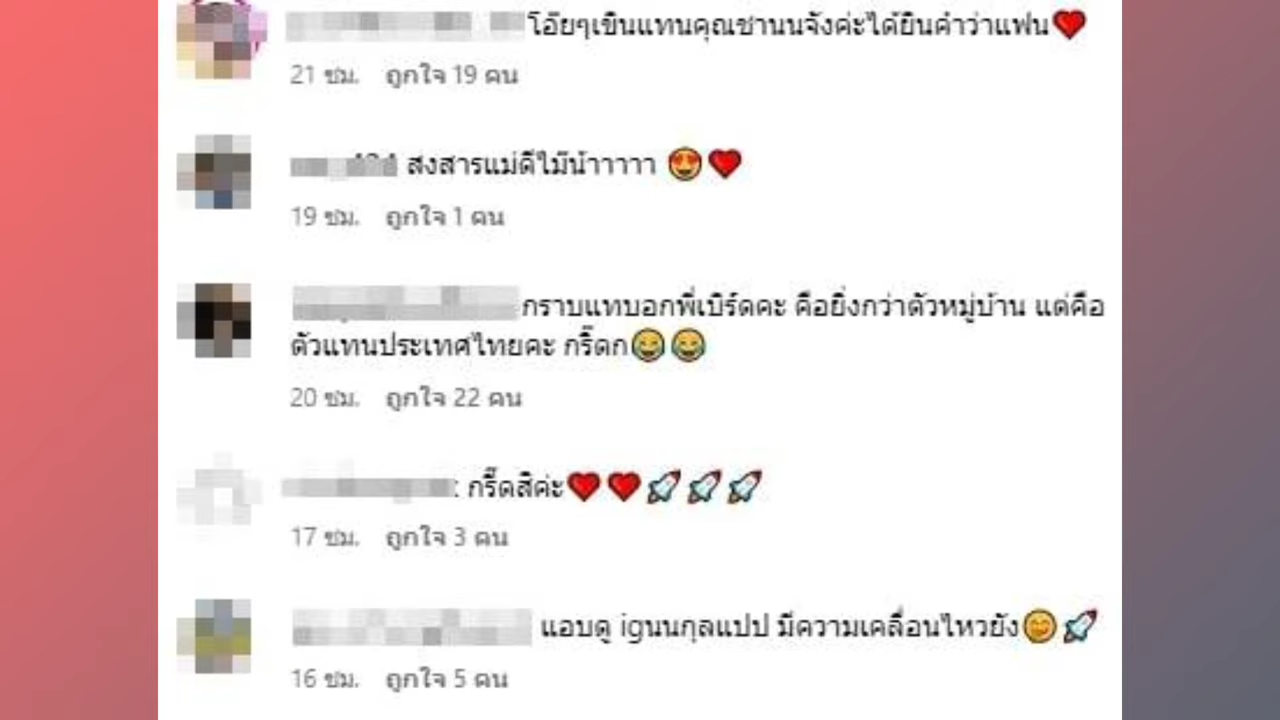 โอ๊ยๆเขินแทนคุณชานนจังค่ะได้ยินคำว่าแฟน❤️
21 ชม. ถูกใจ 19 คน
สงสารแม่ดีไม๊น้าาาาา 😍❤️
19 ชม. ถูกใจ 1 คน
กราบแทบอกพี่เบิร์ดคะ คือยิ่งกว่าตัวหมู่บ้าน แต่คือ
ตัวแทนประเทศไทยคะ กรี๊ดก😂😂
20 ชม. ถูกใจ 22 คน
: กรี๊ดสิค่ะ❤️❤️🚀🚀🚀
17 ชม. ถูกใจ 3 คน
แอบดู igนนกุลแปป มีความเคลื่อนไหวยัง😊🚀
16 ชม. ถูกใจ 5 คน